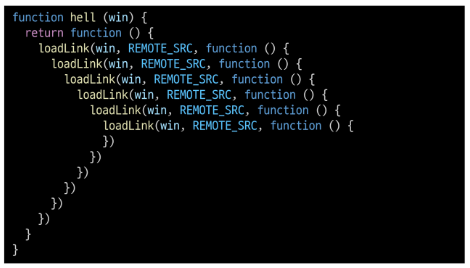 function hell (win) {
  return function () {
    loadLink(win, REMOTE_SRC, function () {
      loadLink(win, REMOTE_SRC, function () {
        loadLink(win, REMOTE_SRC, function () {
          loadLink(win, REMOTE_SRC, function () {
            loadLink(win, REMOTE_SRC, function () {
              loadLink(win, REMOTE_SRC, function () {
              })
            })
          })
        })
      })
    })
  }
}